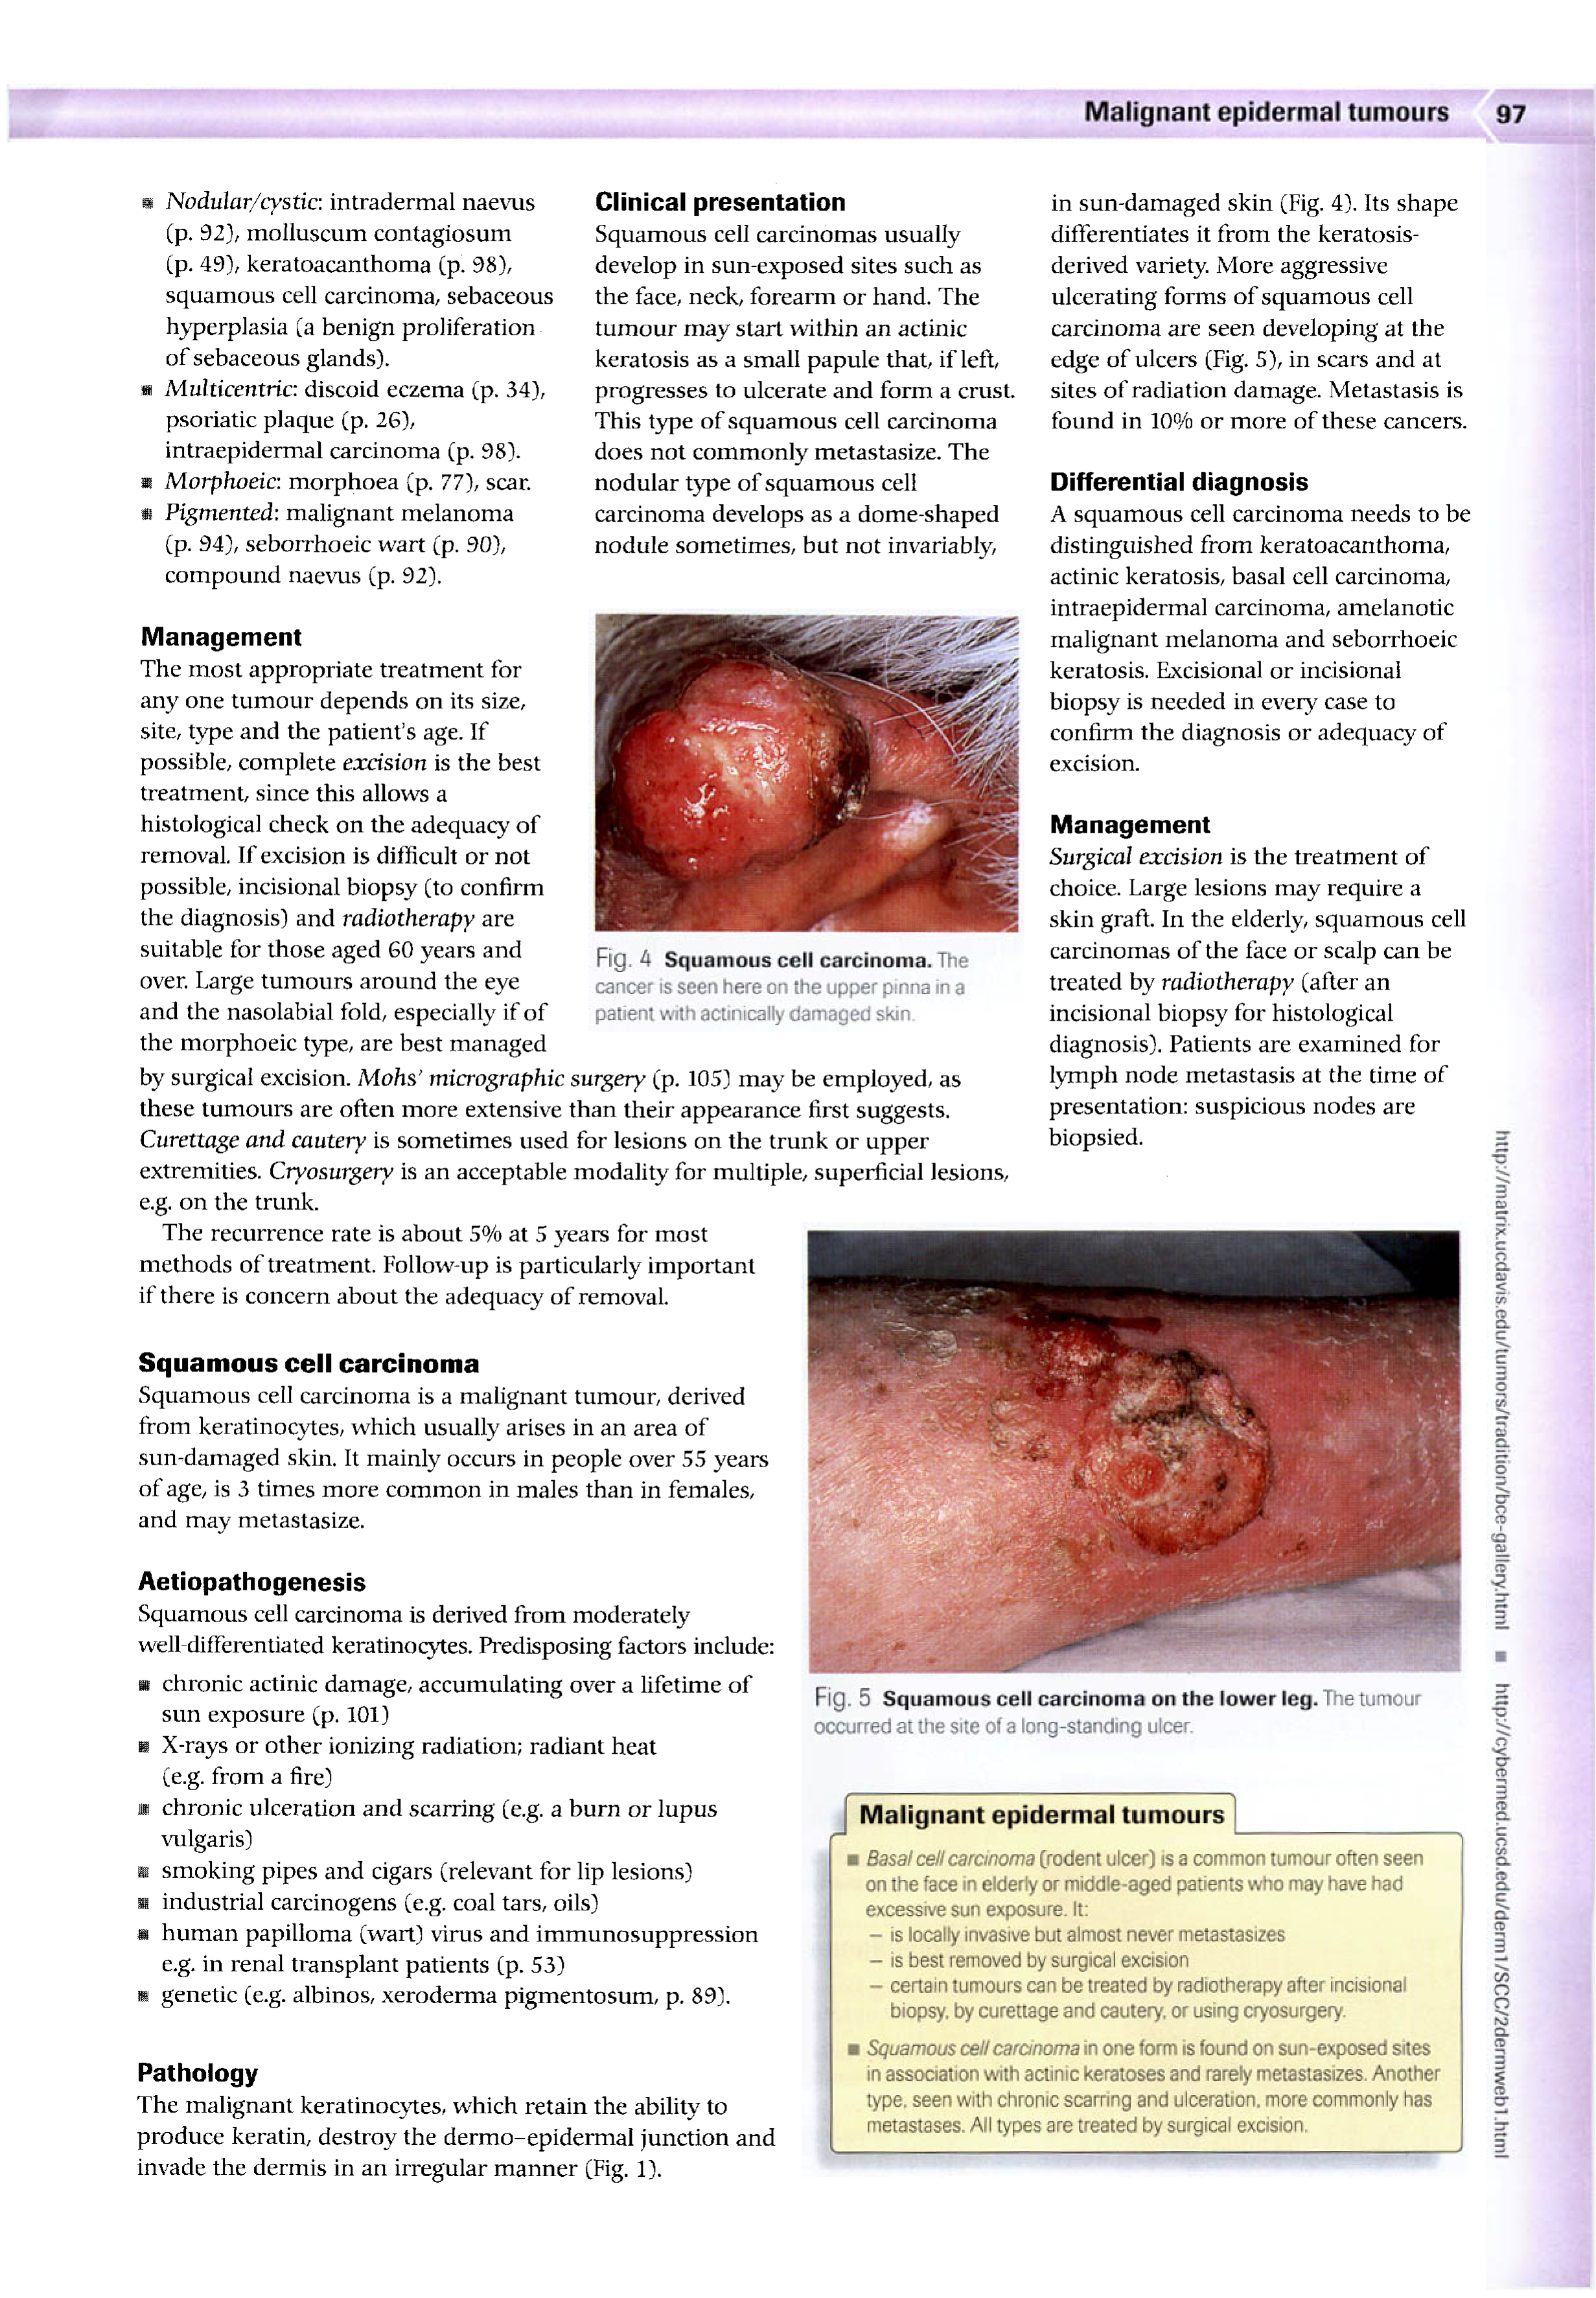 Malignant epidermal tumours 97
▪ Nodular/cystic: intradermal naevus
(p. 92), molluscum contagiosum
(p. 49), keratoacanthoma (p. 98),
squamous cell carcinoma, sebaceous
hyperplasia (a benign proliferation
of sebaceous glands).
▪ Multicentric: discoid eczema (p. 34),
psoriatic plaque (p. 26),
intraepidermal carcinoma (p. 98).
▪ Morphoeic: morphoea (p. 77), scar.
▪ Pigmented: malignant melanoma
(p. 94), seborrhoeic wart (p. 90),
compound naevus (p. 92).
Management
The most appropriate treatment for
any one tumour depends on its size,
site, type and the patient's age. If
possible, complete excision is the best
treatment, since this allows a
histological check on the adequacy of
removal. If excision is difficult or not
possible, incisional biopsy (to confirm
the diagnosis) and radiotherapy are
suitable for those aged 60 years and
over. Large tumours around the eye
and the nasolabial fold, especially if of
the morphoeic type, are best managed
by surgical excision. Mohs' micrographic surgery (p. 105) may be employed, as
these tumours are often more extensive than their appearance first suggests.
Curettage and cautery is sometimes used for lesions on the trunk or upper
extremities. Cryosurgery is an acceptable modality for multiple, superficial lesions,
e.g. on the trunk.
The recurrence rate is about 5% at 5 years for most
methods of treatment. Follow-up is particularly important
if there is concern about the adequacy of removal.
Squamous cell carcinoma
Squamous cell carcinoma is a malignant tumour, derived
from keratinocytes, which usually arises in an area of
sun-damaged skin. It mainly occurs in people over 55 years
of age, is 3 times more common in males than in females,
and may metastasize.
Aetiopathogenesis
Squamous cell carcinoma is derived from moderately
well-differentiated keratinocytes. Predisposing factors include:
▪ chronic actinic damage, accumulating over a lifetime of
sun exposure (p. 101)
▪ X-rays or other ionizing radiation; radiant heat
(e.g. from a fire)
▪ chronic ulceration and scarring (e.g. a burn or lupus
vulgaris)
▪ smoking pipes and cigars (relevant for lip lesions)
▪ industrial carcinogens (e.g. coal tars, oils)
▪ human papilloma (wart) virus and immunosuppression
e.g. in renal transplant patients (p. 53)
▪ genetic (e.g. albinos, xeroderma pigmentosum, p. 89).
Pathology
The malignant keratinocytes, which retain the ability to
produce keratin, destroy the dermo–epidermal junction and
invade the dermis in an irregular manner (Fig. 1).
Clinical presentation
Squamous cell carcinomas usually
develop in sun-exposed sites such as
the face, neck, forearm or hand. The
tumour may start within an actinic
keratosis as a small papule that, if left,
progresses to ulcerate and form a crust.
This type of squamous cell carcinoma
does not commonly metastasize. The
nodular type of squamous cell
carcinoma develops as a dome-shaped
nodule sometimes, but not invariably,
Fig. 4 Squamous cell carcinoma. The
cancer is seen here on the upper pinna in a
patient with actinically damaged skin.
in sun-damaged skin (Fig. 4). Its shape
differentiates it from the keratosis-
derived variety. More aggressive
ulcerating forms of squamous cell
carcinoma are seen developing at the
edge of ulcers (Fig. 5), in scars and at
sites of radiation damage. Metastasis is
found in 10% or more of these cancers.
Differential diagnosis
A squamous cell carcinoma needs to be
distinguished from keratoacanthoma,
actinic keratosis, basal cell carcinoma,
intraepidermal carcinoma, amelanotic
malignant melanoma and seborrhoeic
keratosis. Excisional or incisional
biopsy is needed in every case to
confirm the diagnosis or adequacy of
excision.
Management
Surgical excision is the treatment of
choice. Large lesions may require a
skin graft. In the elderly, squamous cell
carcinomas of the face or scalp can be
treated by radiotherapy (after an
incisional biopsy for histological
diagnosis). Patients are examined for
lymph node metastasis at the time of
presentation: suspicious nodes are
biopsied.
Fig. 5 Squamous cell carcinoma on the lower leg. The tumour
occurred at the site of a long-standing ulcer.
Malignant epidermal tumours
▪ Basal cell carcinoma (rodent ulcer) is a common tumour often seen
on the face in elderly or middle-aged patients who may have had
excessive sun exposure. It:
– is locally invasive but almost never metastasizes
– is best removed by surgical excision
– certain tumours can be treated by radiotherapy after incisional
biopsy, by curettage and cautery, or using cryosurgery.
▪ Squamous cell carcinoma in one form is found on sun-exposed sites
in association with actinic keratoses and rarely metastasizes. Another
type, seen with chronic scarring and ulceration, more commonly has
metastases. All types are treated by surgical excision.
http://matrix.ucdavis.edu/tumors/tradition/bce-gallery.html ▪ http://cybermed.ucsd.edu/derm1/SCC/2dermweb1.html